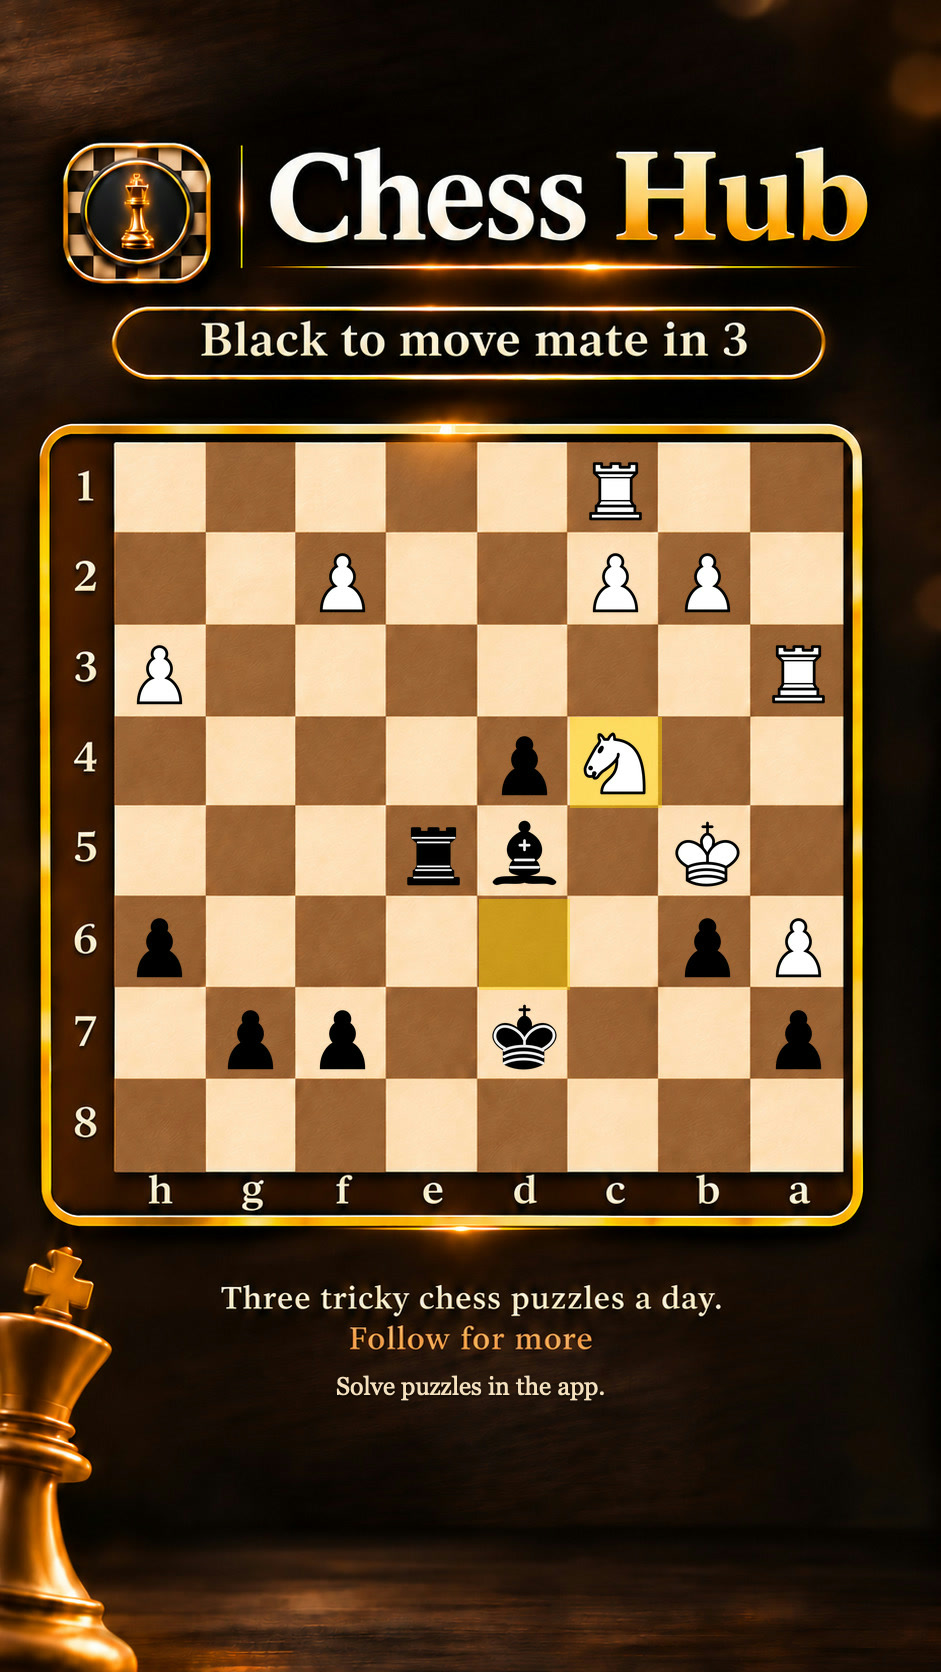 Chess Hub
Black to move mate in 3
1
2
3
4
5
6
7
8
h g f e d c b a
Three tricky chess puzzles a day.
Follow for more
Solve puzzles in the app.